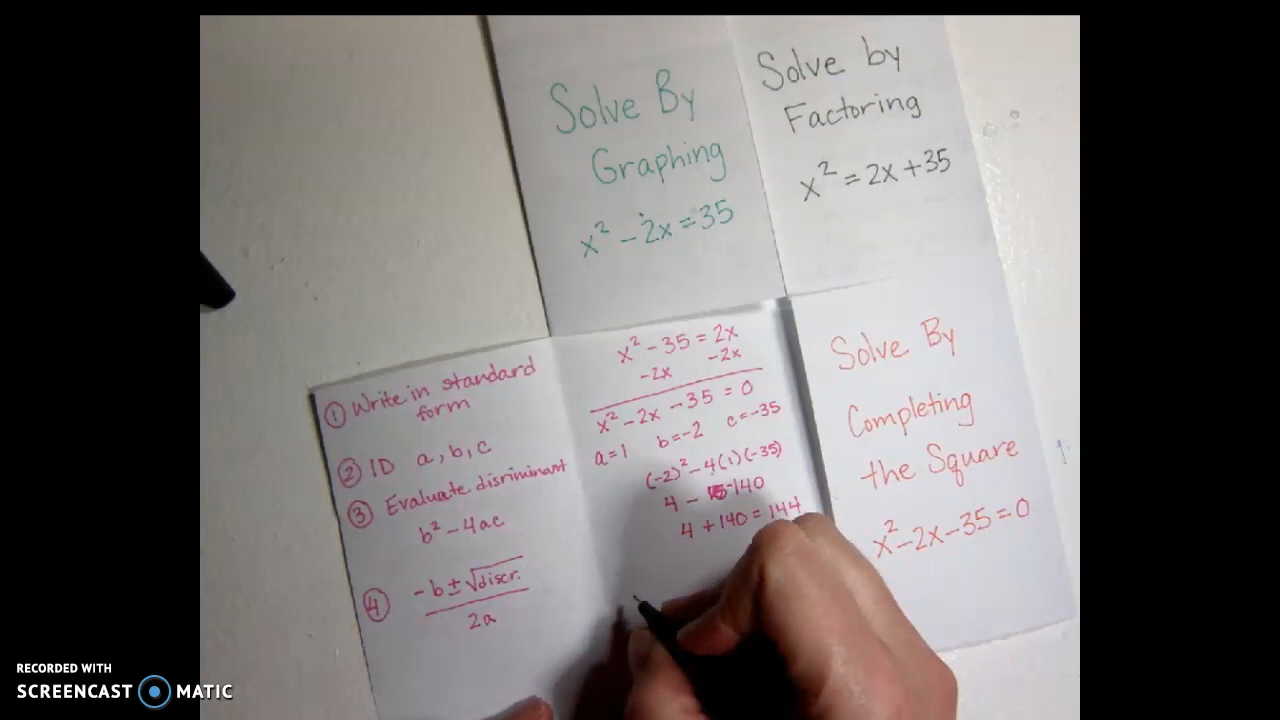 Solve By
Graphing
x² - 2x = 35
Solve by
Factoring
x² = 2x + 35
① Write in standard
form
② ID a, b, c
③ Evaluate disriminant
b² - 4ac
④ -b ± √discr.
2a
x² - 35 = 2x
-2x -2x
x² - 2x - 35 = 0
a = 1 b = -2 c = -35
(-2)² - 4(1)(-35)
4 - -140
4 + 140 = 144
Solve By
Completing
the Square
x² - 2x - 35 = 0
RECORDED WITH
SCREENCAST MATIC